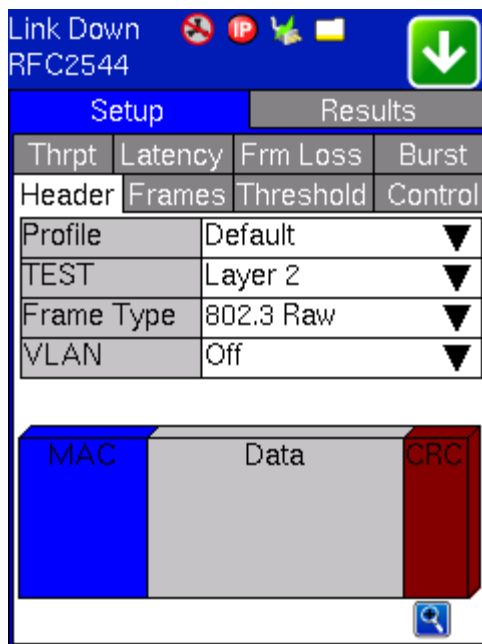 Link Down
IP
RFC2544
Setup Results
Thrpt Latency Frm Loss Burst
Header Frames Threshold Control
Profile Default
TEST Layer 2
Frame Type 802.3 Raw
VLAN Off
MAC Data CRC